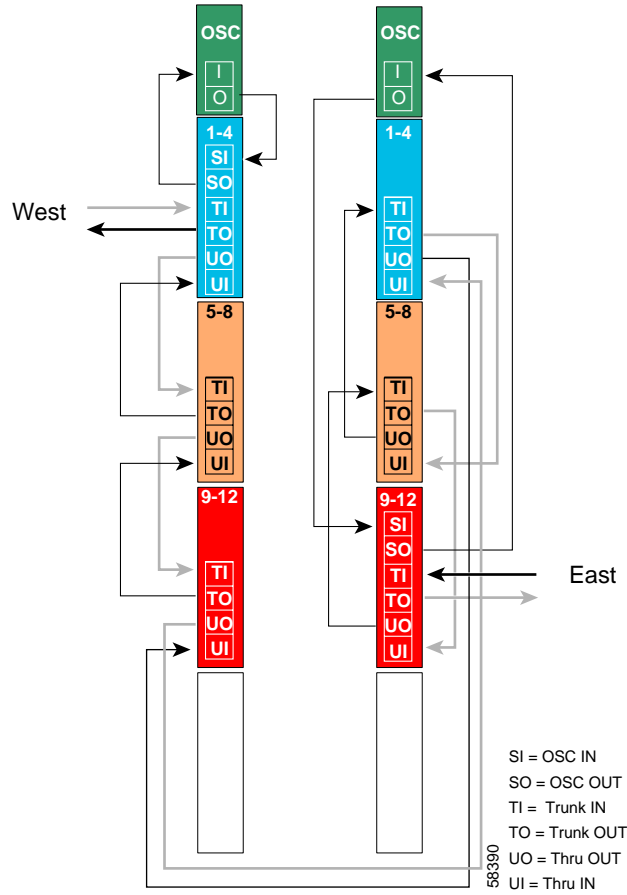 OSC
I
O
1-4
SI
SO
TI
TO
UO
UI
5-8
TI
TO
UO
UI
9-12
TI
TO
UO
UI
West
OSC
I
O
1-4
TI
TO
UO
UI
5-8
TI
TO
UO
UI
9-12
SI
SO
TI
TO
UO
UI
East
SI = OSC IN
SO = OSC OUT
TI = Trunk IN
TO = Trunk OUT
UO = Thru OUT
UI = Thru IN
58390